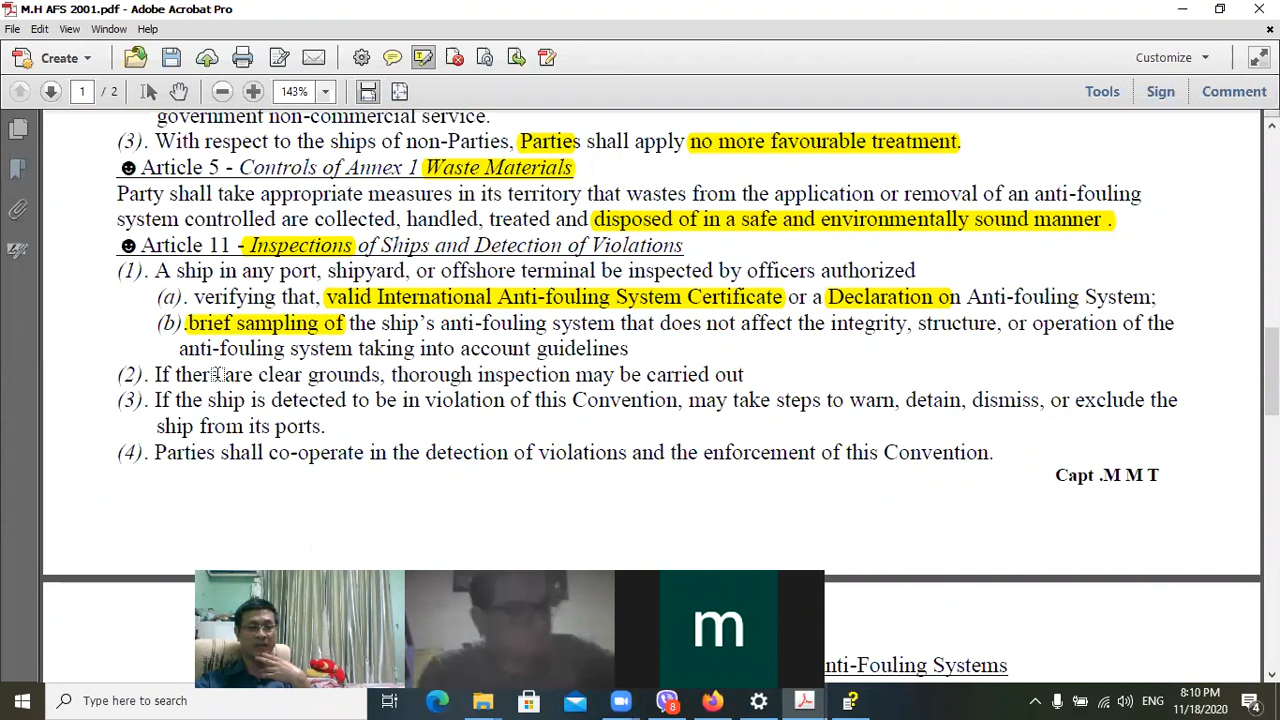 M.H AFS 2001.pdf - Adobe Acrobat Pro
File Edit View Window Help
Create Customize
1 / 2 143% Tools Sign Comment
government non-commercial service.
(3). With respect to the ships of non-Parties, Parties shall apply no more favourable treatment.
☻ Article 5 - Controls of Annex 1 Waste Materials
Party shall take appropriate measures in its territory that wastes from the application or removal of an anti-fouling
system controlled are collected, handled, treated and disposed of in a safe and environmentally sound manner .
☻ Article 11 - Inspections of Ships and Detection of Violations
(1). A ship in any port, shipyard, or offshore terminal be inspected by officers authorized
(a). verifying that, valid International Anti-fouling System Certificate or a Declaration on Anti-fouling System;
(b).brief sampling of the ship's anti-fouling system that does not affect the integrity, structure, or operation of the
anti-fouling system taking into account guidelines
(2). If there are clear grounds, thorough inspection may be carried out
(3). If the ship is detected to be in violation of this Convention, may take steps to warn, detain, dismiss, or exclude the
ship from its ports.
(4). Parties shall co-operate in the detection of violations and the enforcement of this Convention.
Capt .M M T
m
nti-Fouling Systems
Type here to search
8
ENG
8:10 PM
11/18/2020
4